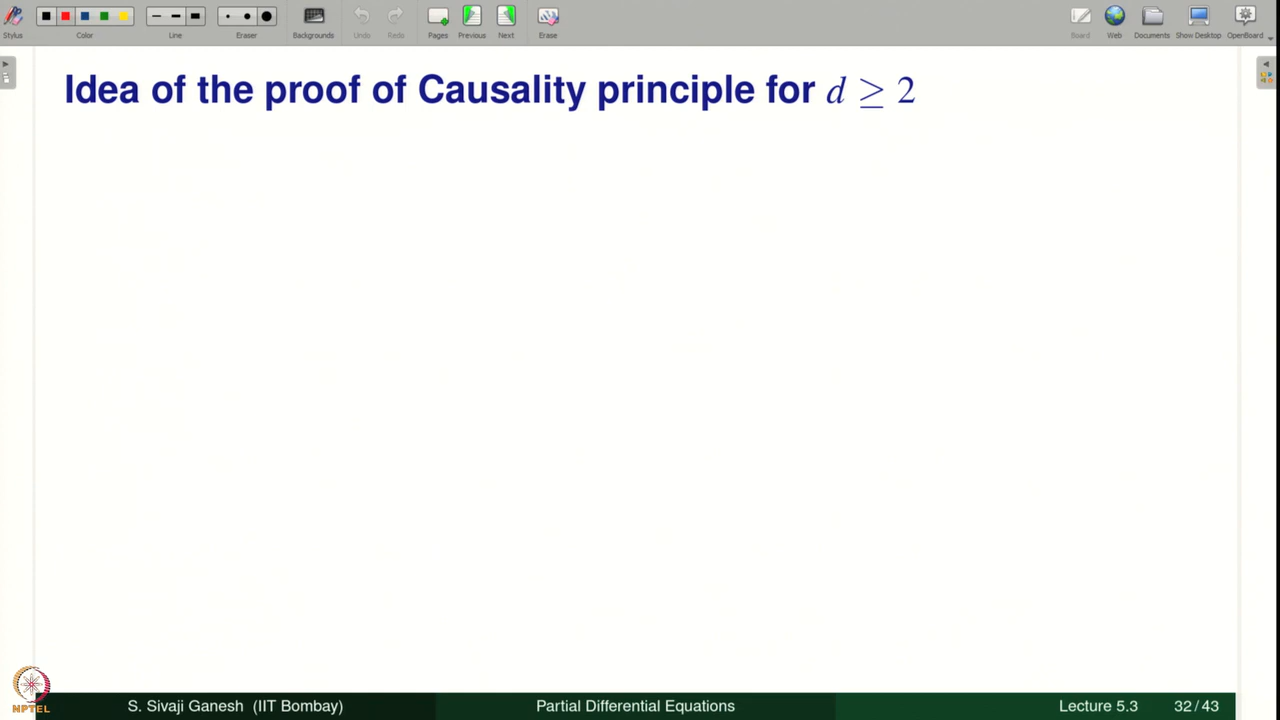 Stylus Color Line Eraser Backgrounds Undo Redo Pages Previous Next Erase Board Web Documents Show Desktop OpenBoard
Idea of the proof of Causality principle for d ≥ 2
NPTEL
S. Sivaji Ganesh (IIT Bombay) Partial Differential Equations Lecture 5.3 32/43